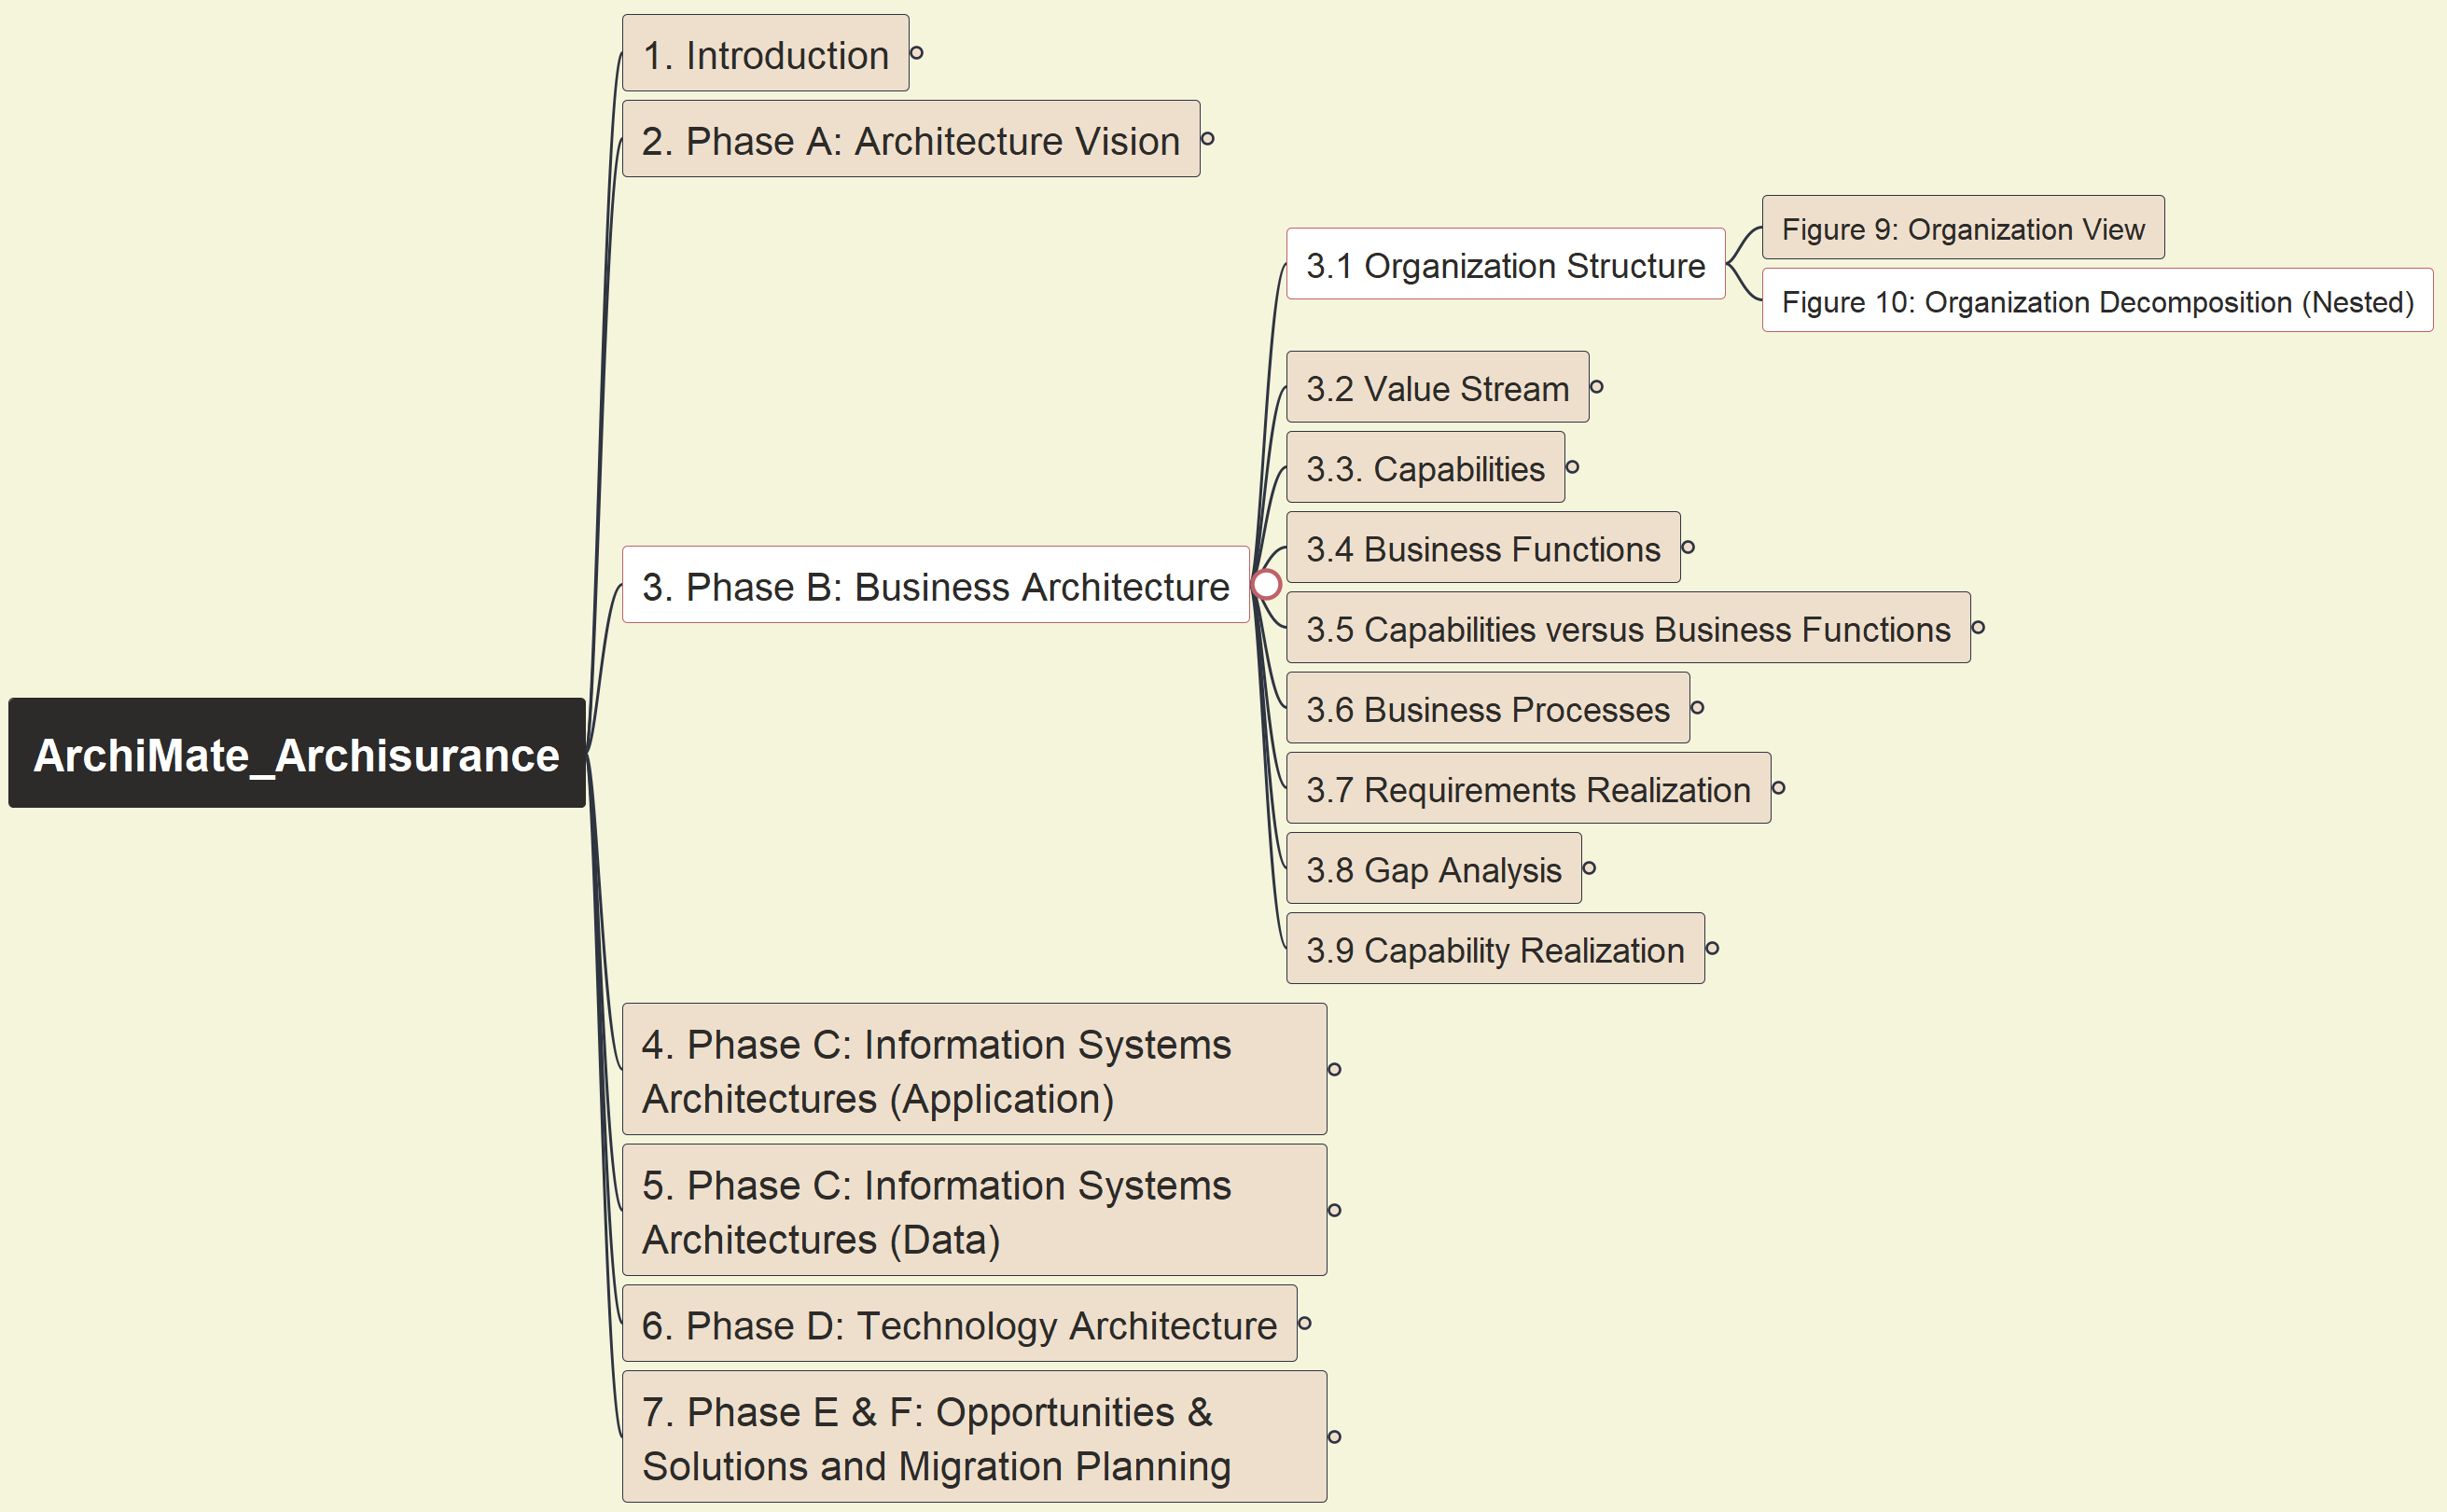 1. Introduction
2. Phase A: Architecture Vision
Figure 9: Organization View
3.1 Organization Structure
Figure 10: Organization Decomposition (Nested)
3.2 Value Stream
3.3. Capabilities
3.4 Business Functions
3. Phase B: Business Architecture
3.5 Capabilities versus Business Functions
3.6 Business Processes
ArchiMate_Archisurance
3.7 Requirements Realization
3.8 Gap Analysis
3.9 Capability Realization
4. Phase C: Information Systems
Architectures (Application)
5. Phase C: Information Systems
Architectures (Data)
6. Phase D: Technology Architecture
7. Phase E & F: Opportunities &
Solutions and Migration Planning